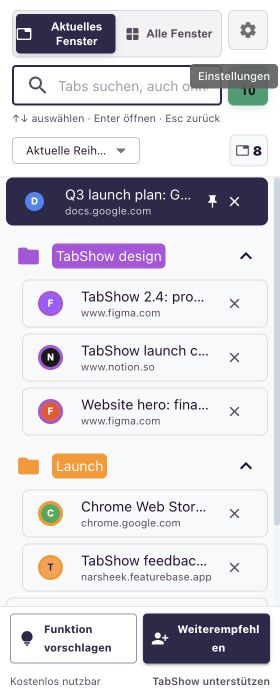 Aktuelles
Fenster
Alle Fenster
Tabs suchen, auch
Einstellungen
10
↑↓ auswählen · Enter öffnen · Esc zurück
Aktuelle Reih...
8
D
Q3 launch plan: G...
docs.google.com
TabShow design
F
TabShow 2.4: pro...
www.figma.com
N
TabShow launch c...
www.notion.so
F
Website hero: fina...
www.figma.com
Launch
C
Chrome Web Stor...
chrome.google.com
T
TabShow feedbac...
narsheek.featurebase.app
Funktion
vorschlagen
Weiterempfehl
en
Kostenlos nutzbar
TabShow unterstützen